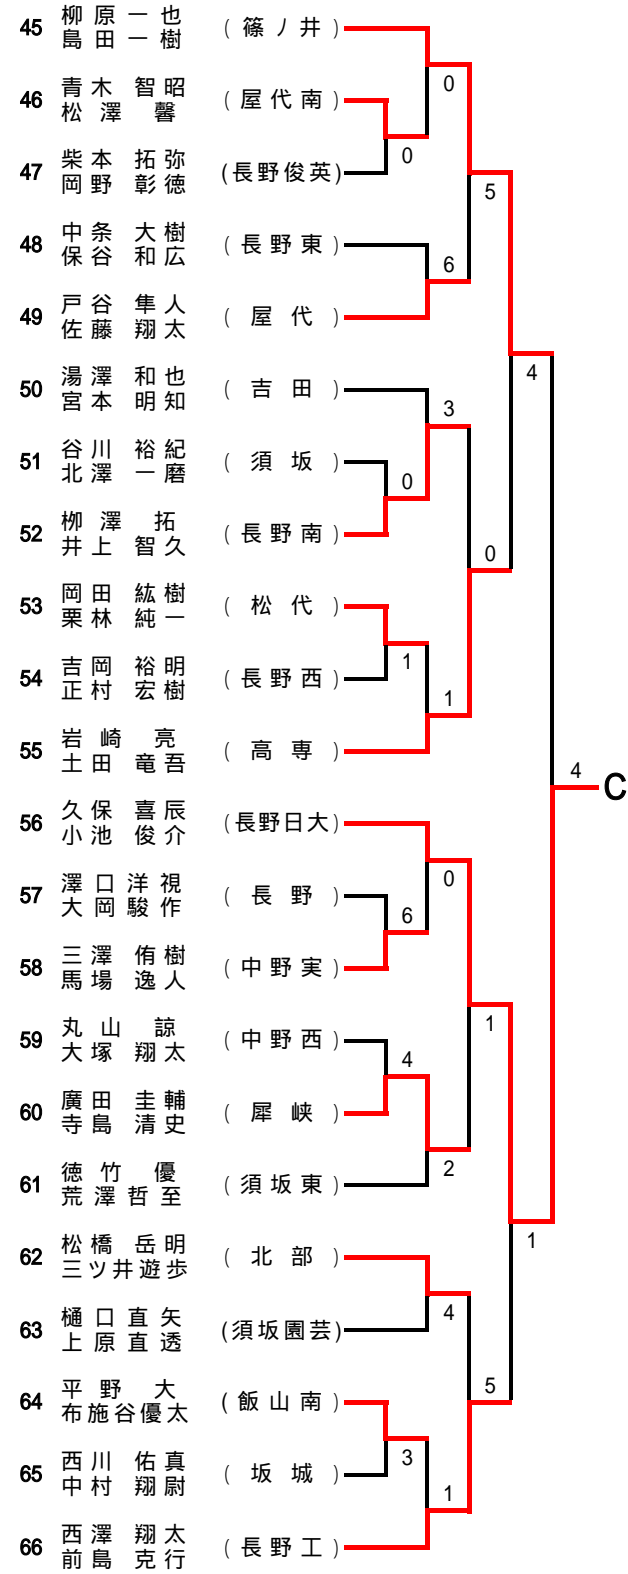 45 柳原一也 島田一樹 (篠ノ井)
46 青木 智昭 松澤 馨 (屋代南)
47 柴本 拓弥 岡野 彰徳 (長野俊英)
48 中条 大樹 保谷 和広 (長野東)
49 戸谷 隼人 佐藤 翔太 (屋代)
50 湯澤 和也 宮本 明知 (吉田)
51 谷川 裕紀 北澤 一磨 (須坂)
52 栁澤 拓 井上 智久 (長野南)
53 岡田 紘樹 栗林 純一 (松代)
54 吉岡 裕明 正村 宏樹 (長野西)
55 岩崎 亮 土田 竜吾 (高専)
56 久保 喜辰 小池 俊介 (長野日大)
57 澤口洋視 大岡駿作 (長野)
58 三澤 侑樹 馬場 逸人 (中野実)
59 丸山 諒 大塚 翔太 (中野西)
60 廣田 圭輔 寺島 清史 (犀峡)
61 徳竹 優 荒澤哲至 (須坂東)
62 松橋 岳明 三ツ井遊歩 (北部)
63 樋口直矢 上原直透 (須坂園芸)
64 平野 大 布施谷優太 (飯山南)
65 西川 佑真 中村 翔尉 (坂城)
66 西澤 翔太 前島 克行 (長野工)
0
0
5
6
4
3
0
0
1
1
4
C
0
6
1
4
2
1
4
5
3
1